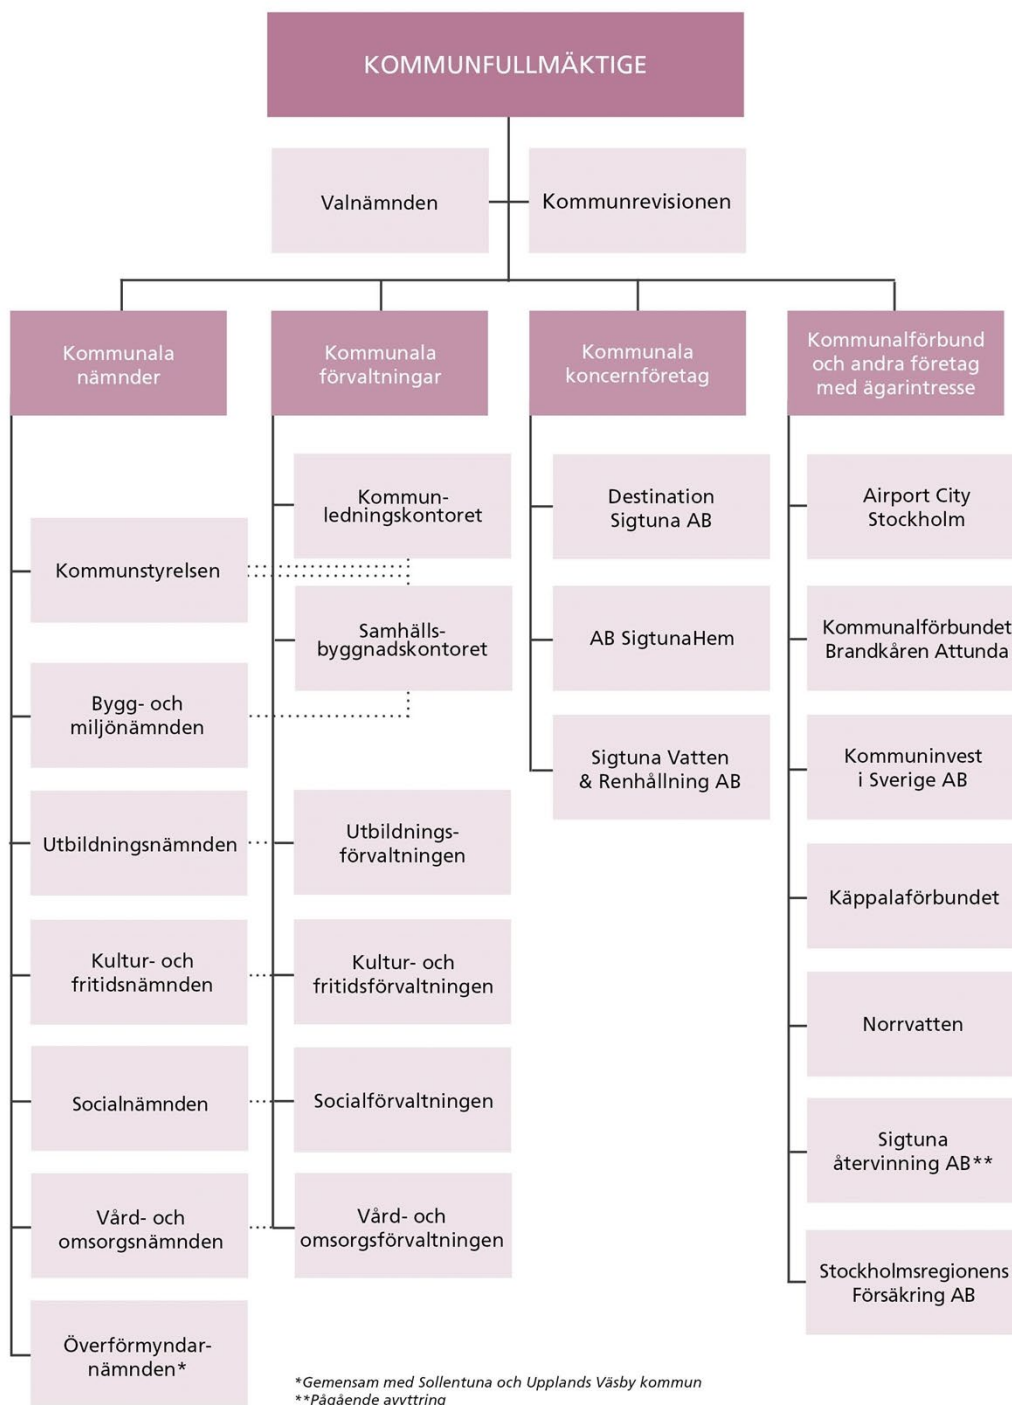 KOMMUNFULLMÄKTIGE
Valnämnden
Kommunrevisionen
Kommunala
nämnder
Kommunstyrelsen
Bygg- och
miljönämnden
Utbildningsnämnden
Kultur- och
fritidsnämnden
Socialnämnden
Vård- och
omsorgsnämnden
Överförmyndar-
nämnden*
Kommunala
förvaltningar
Kommun-
ledningskontoret
Samhälls-
byggnadskontoret
Utbildnings-
förvaltningen
Kultur- och
fritidsförvaltningen
Socialförvaltningen
Vård- och
omsorgsförvaltningen
Kommunala
koncernföretag
Destination
Sigtuna AB
AB SigtunaHem
Sigtuna Vatten
& Renhållning AB
Kommunalförbund
och andra företag
med ägarintresse
Airport City
Stockholm
Kommunalförbundet
Brandkåren Attunda
Kommuninvest
i Sverige AB
Käppalaförbundet
Norrvatten
Sigtuna
återvinning AB**
Stockholmsregionens
Försäkring AB
*Gemensam med Sollentuna och Upplands Väsby kommun
**Pågående avyttring